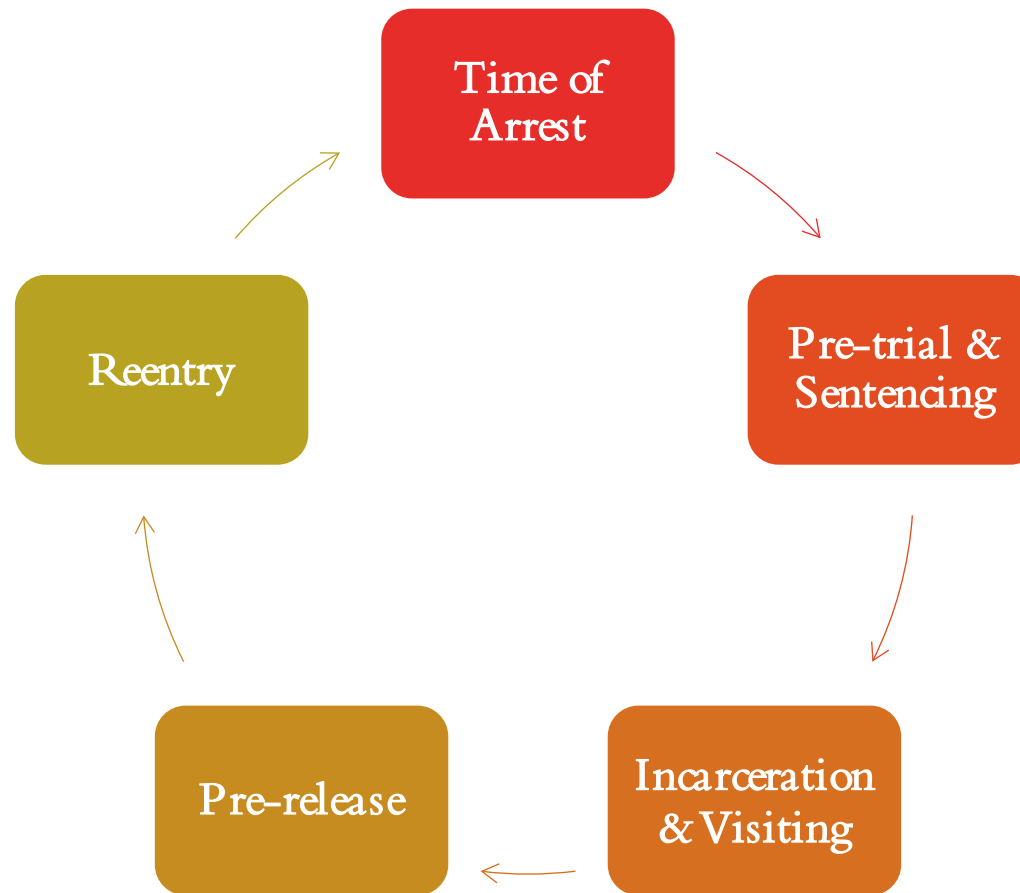 Time of
Arrest
Pre-trial &
Sentencing
Incarceration
& Visiting
Pre-release
Reentry